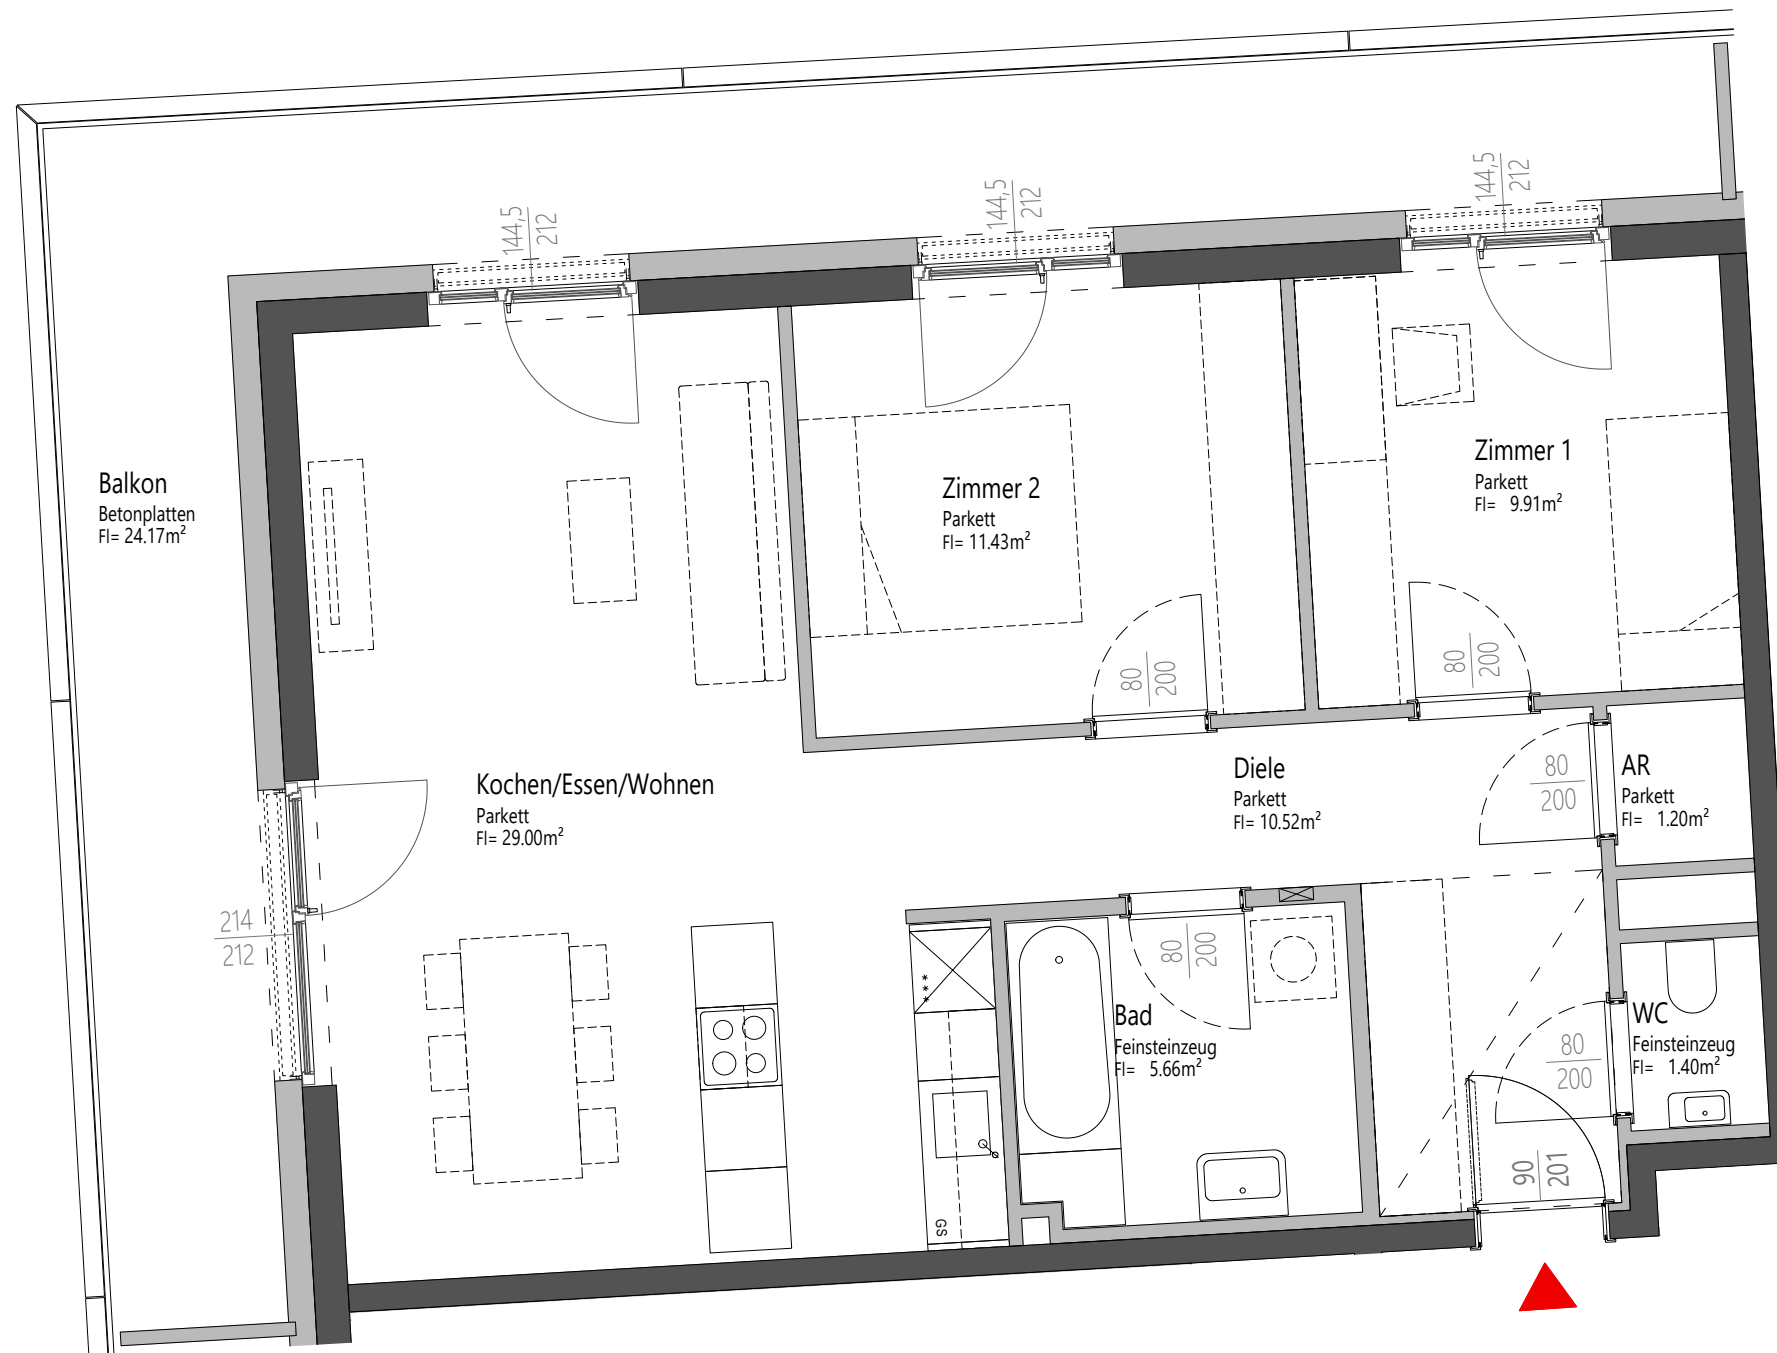 144,5
212
144,5
212
144,5
212
Balkon
Betonplatten
Fl= 24.17m²
Zimmer 2
Parkett
Fl= 11.43m²
Zimmer 1
Parkett
Fl= 9.91m²
80
200
80
200
Kochen/Essen/Wohnen
Parkett
Fl= 29.00m²
Diele
Parkett
Fl= 10.52m²
80
200
AR
Parkett
Fl= 1.20m²
214
212
80
200
***
Bad
Feinsteinzeug
Fl= 5.66m²
80
200
WC
Feinsteinzeug
Fl= 1.40m²
90
201
GS